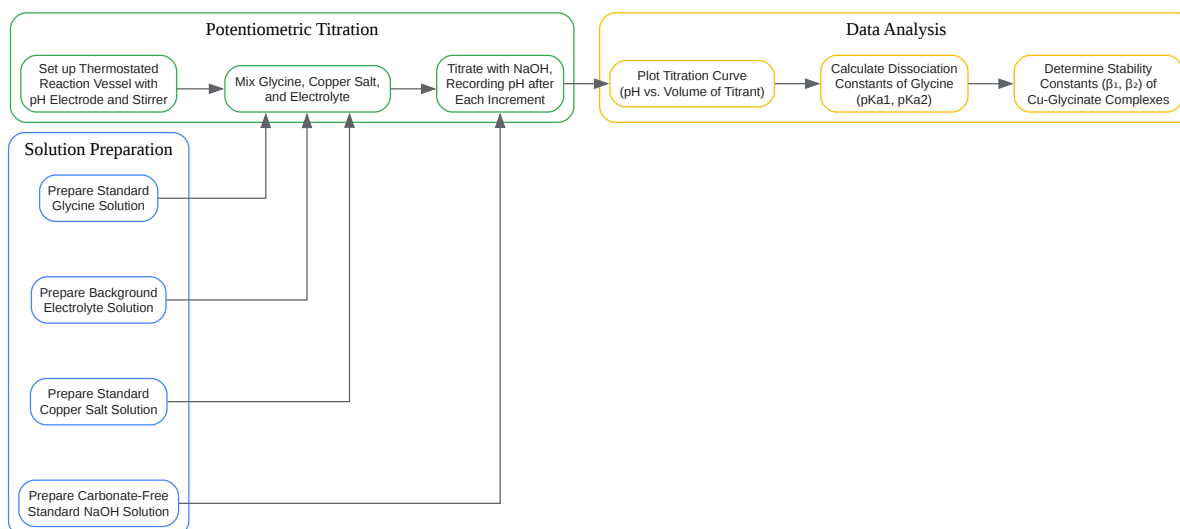 Potentiometric Titration
Set up Thermostated
Reaction Vessel with
pH Electrode and Stirrer
Mix Glycine, Copper Salt,
and Electrolyte
Titrate with NaOH,
Recording pH after
Each Increment
Data Analysis
Plot Titration Curve
(pH vs. Volume of Titrant)
Calculate Dissociation
Constants of Glycine
(pKa1, pKa2)
Determine Stability
Constants (β₁, β₂) of
Cu-Glycinate Complexes
Solution Preparation
Prepare Standard
Glycine Solution
Prepare Background
Electrolyte Solution
Prepare Standard
Copper Salt Solution
Prepare Carbonate-Free
Standard NaOH Solution